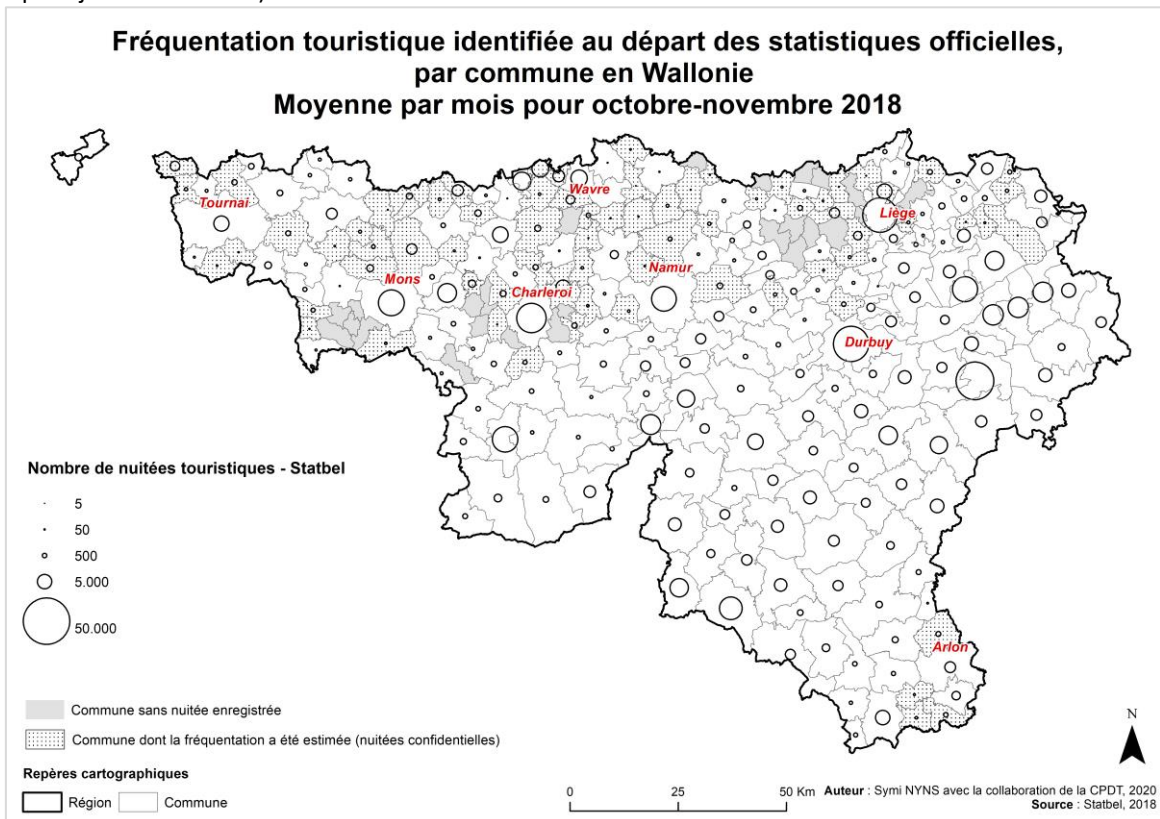 Fréquentation touristique identifiée au départ des statistiques officielles,
par commune en Wallonie
Moyenne par mois pour octobre-novembre 2018
Wavre
Tournai
Liège
Namur
Mons
Charleroi
Durbuy
Arlon
Nombre de nuitées touristiques - Statbel
5
50
500
5.000
50.000
Commune sans nuitée enregistrée
Commune dont la fréquentation a été estimée (nuitées confidentielles)
Repères cartographiques
Région Commune
0 25 50 Km
N
Auteur : Symi NYNS avec la collaboration de la CPDT, 2020
Source : Statbel, 2018